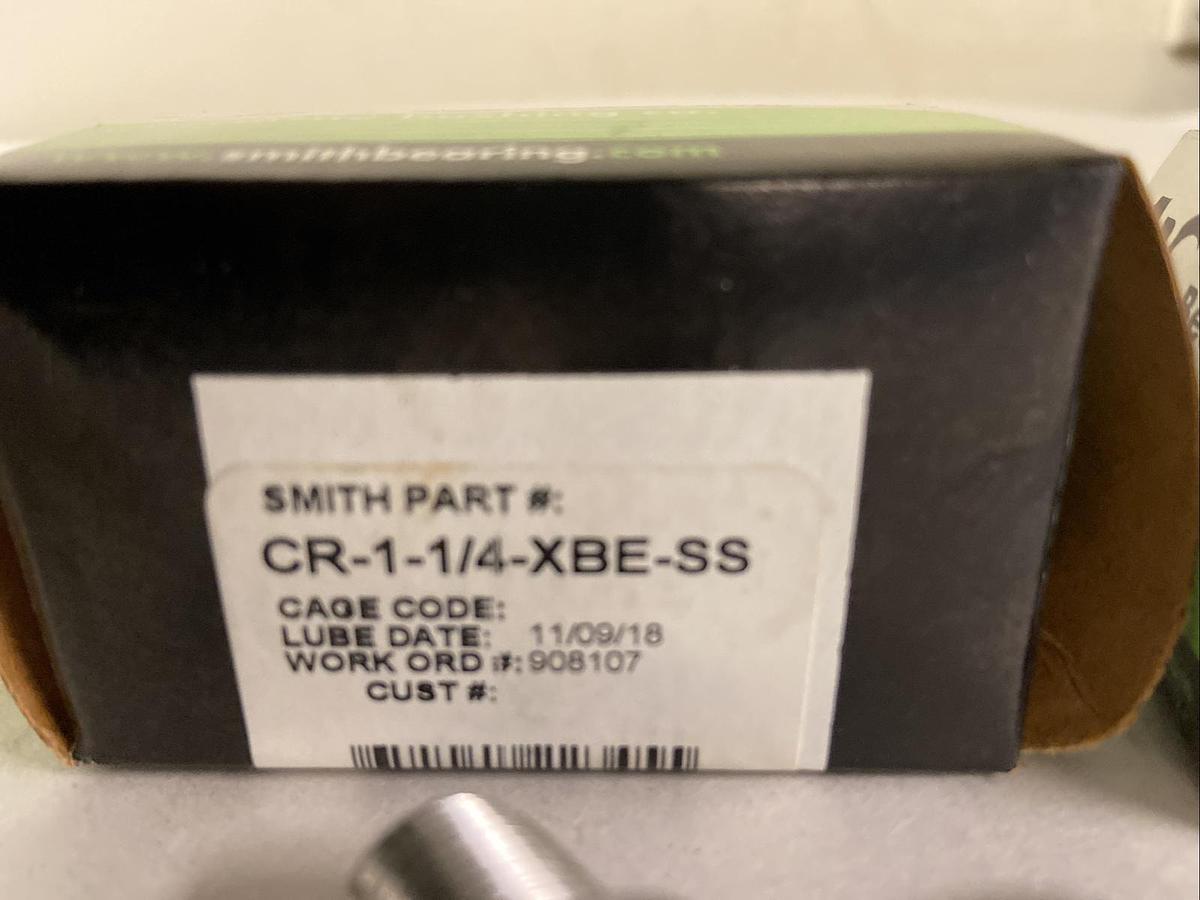 www.smithbearing.com
SMITH PART #:
CR-1-1/4-XBE-SS
CAGE CODE:
LUBE DATE: 11/09/18
WORK ORD #: 908107
CUST #: